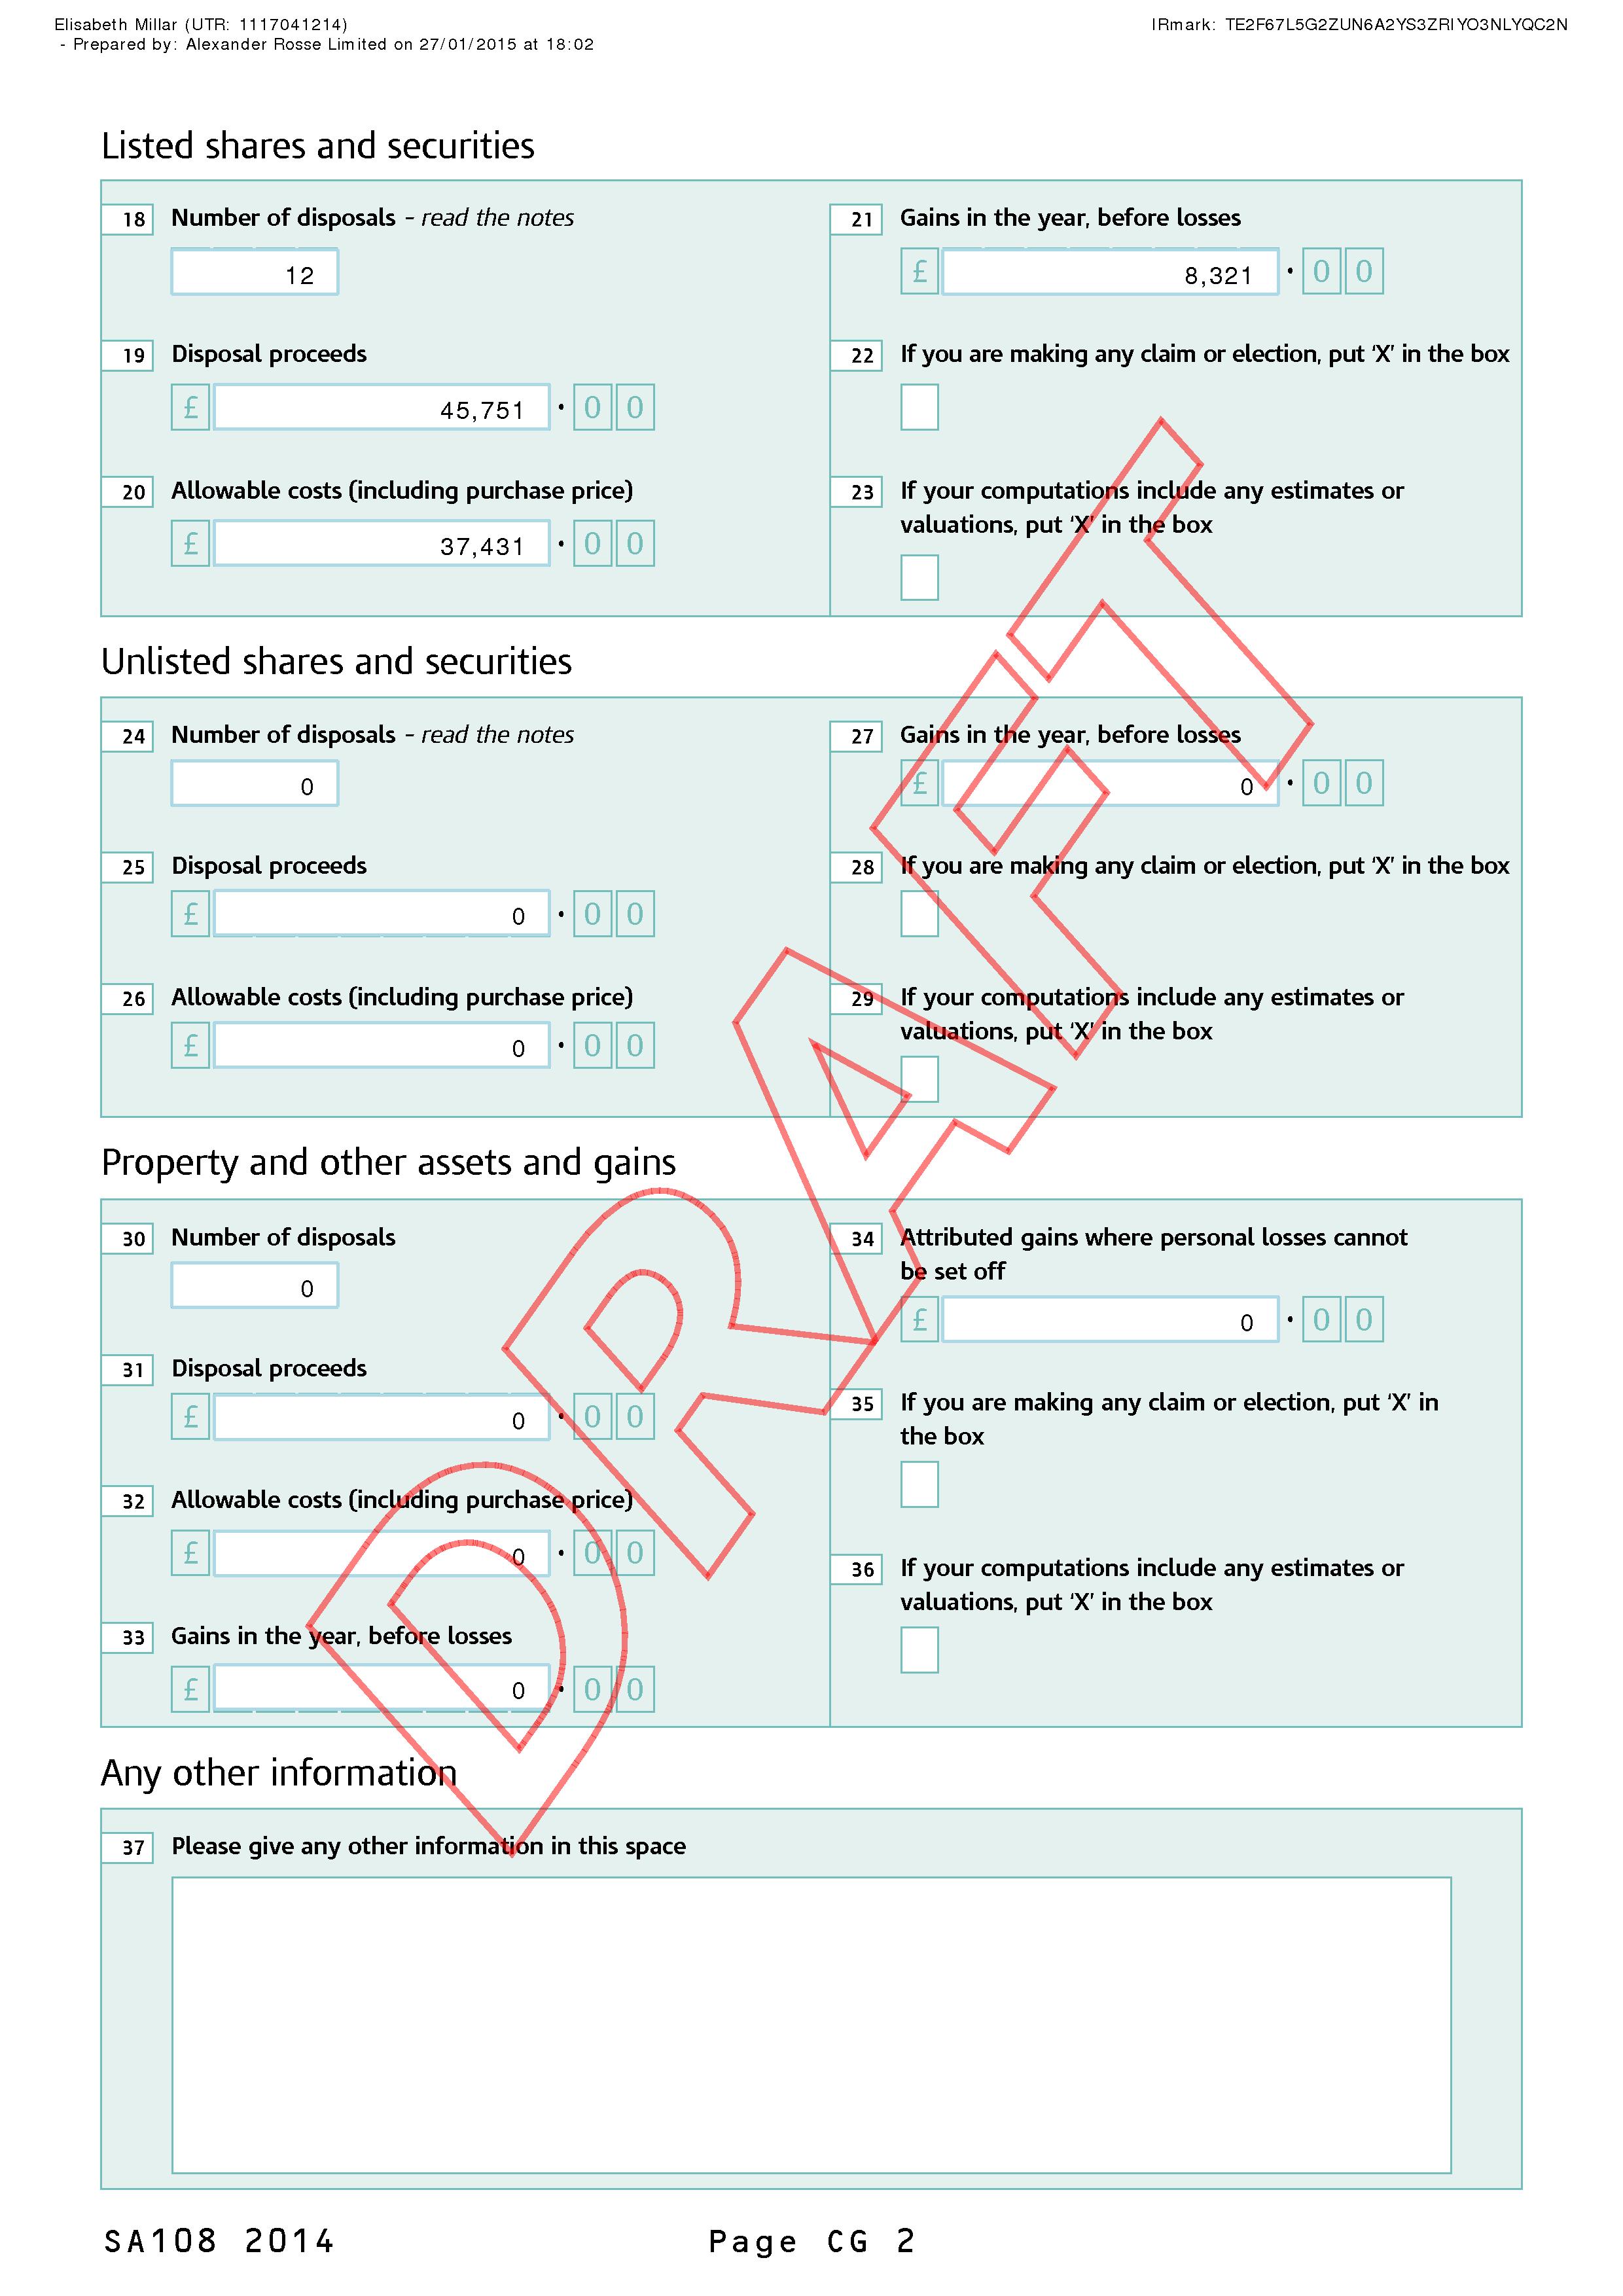 Elisabeth Millar (UTR: 1117041214)
- Prepared by: Alexander Rosse Limited on 27/01/2015 at 18:02
IRmark: TE2F67L5G2ZUN6A2YS3ZRIYO3NLYQC2N
Listed shares and securities
18 Number of disposals - read the notes
12
19 Disposal proceeds
£ 45,751 . 0 0
20 Allowable costs (including purchase price)
£ 37,431 . 0 0
21 Gains in the year, before losses
£ 8,321 . 0 0
22 If you are making any claim or election, put ‘X’ in the box
23 If your computations include any estimates or
valuations, put ‘X’ in the box
Unlisted shares and securities
24 Number of disposals - read the notes
0
25 Disposal proceeds
£ 0 . 0 0
26 Allowable costs (including purchase price)
£ 0 . 0 0
27 Gains in the year, before losses
£ 0 . 0 0
28 If you are making any claim or election, put ‘X’ in the box
29 If your computations include any estimates or
valuations, put ‘X’ in the box
Property and other assets and gains
30 Number of disposals
0
31 Disposal proceeds
£ 0 . 0 0
32 Allowable costs (including purchase price)
£ 0 . 0 0
33 Gains in the year, before losses
£ 0 . 0 0
34 Attributed gains where personal losses cannot
be set off
£ 0 . 0 0
35 If you are making any claim or election, put ‘X’ in
the box
36 If your computations include any estimates or
valuations, put ‘X’ in the box
Any other information
37 Please give any other information in this space
DRAFT
SA108 2014
Page CG 2